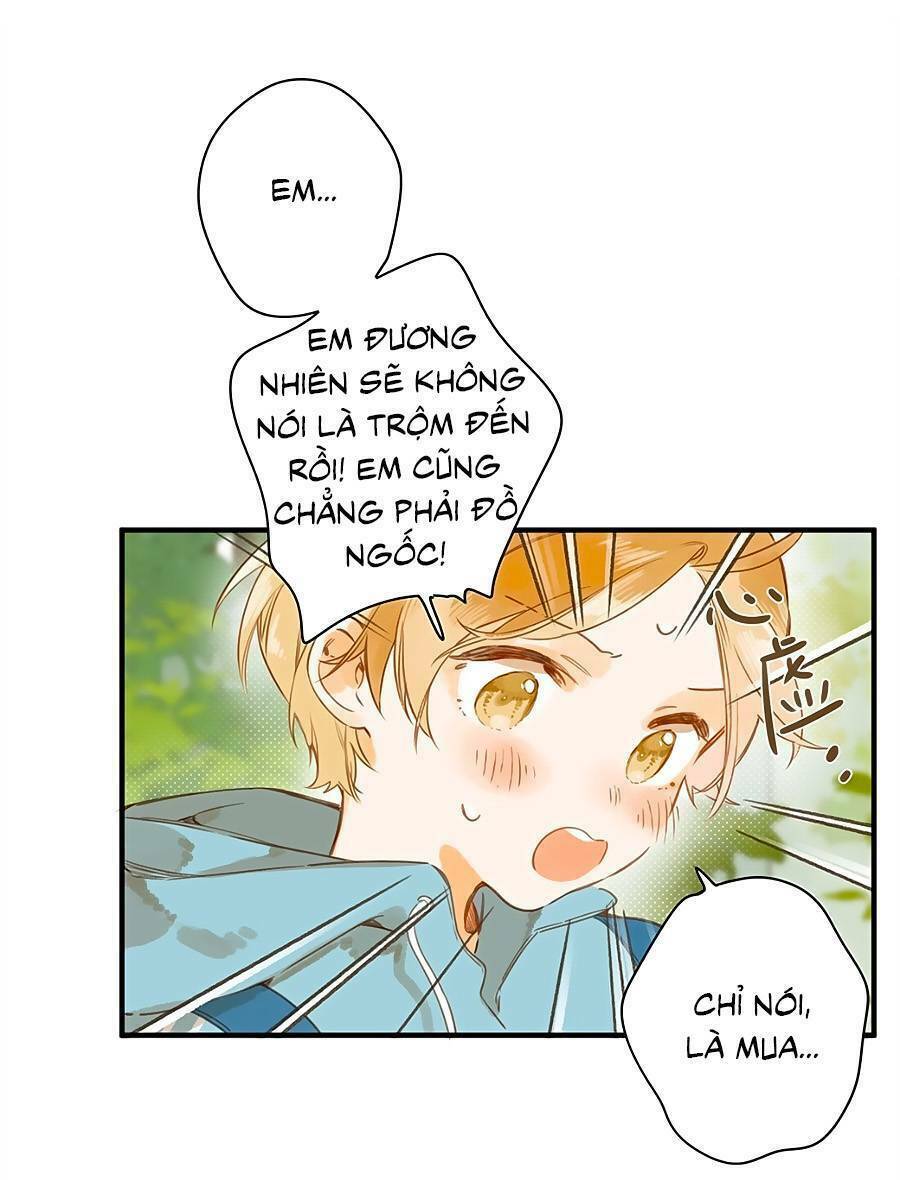 EM...
EM ĐƯƠNG
NHIÊN SẼ KHÔNG
NÓI LÀ TRỘM ĐẾN
RỒI! EM CŨNG
CHẲNG PHẢI ĐỒ
NGỐC!
心虚
CHỈ NÓI,
LÀ MUA...